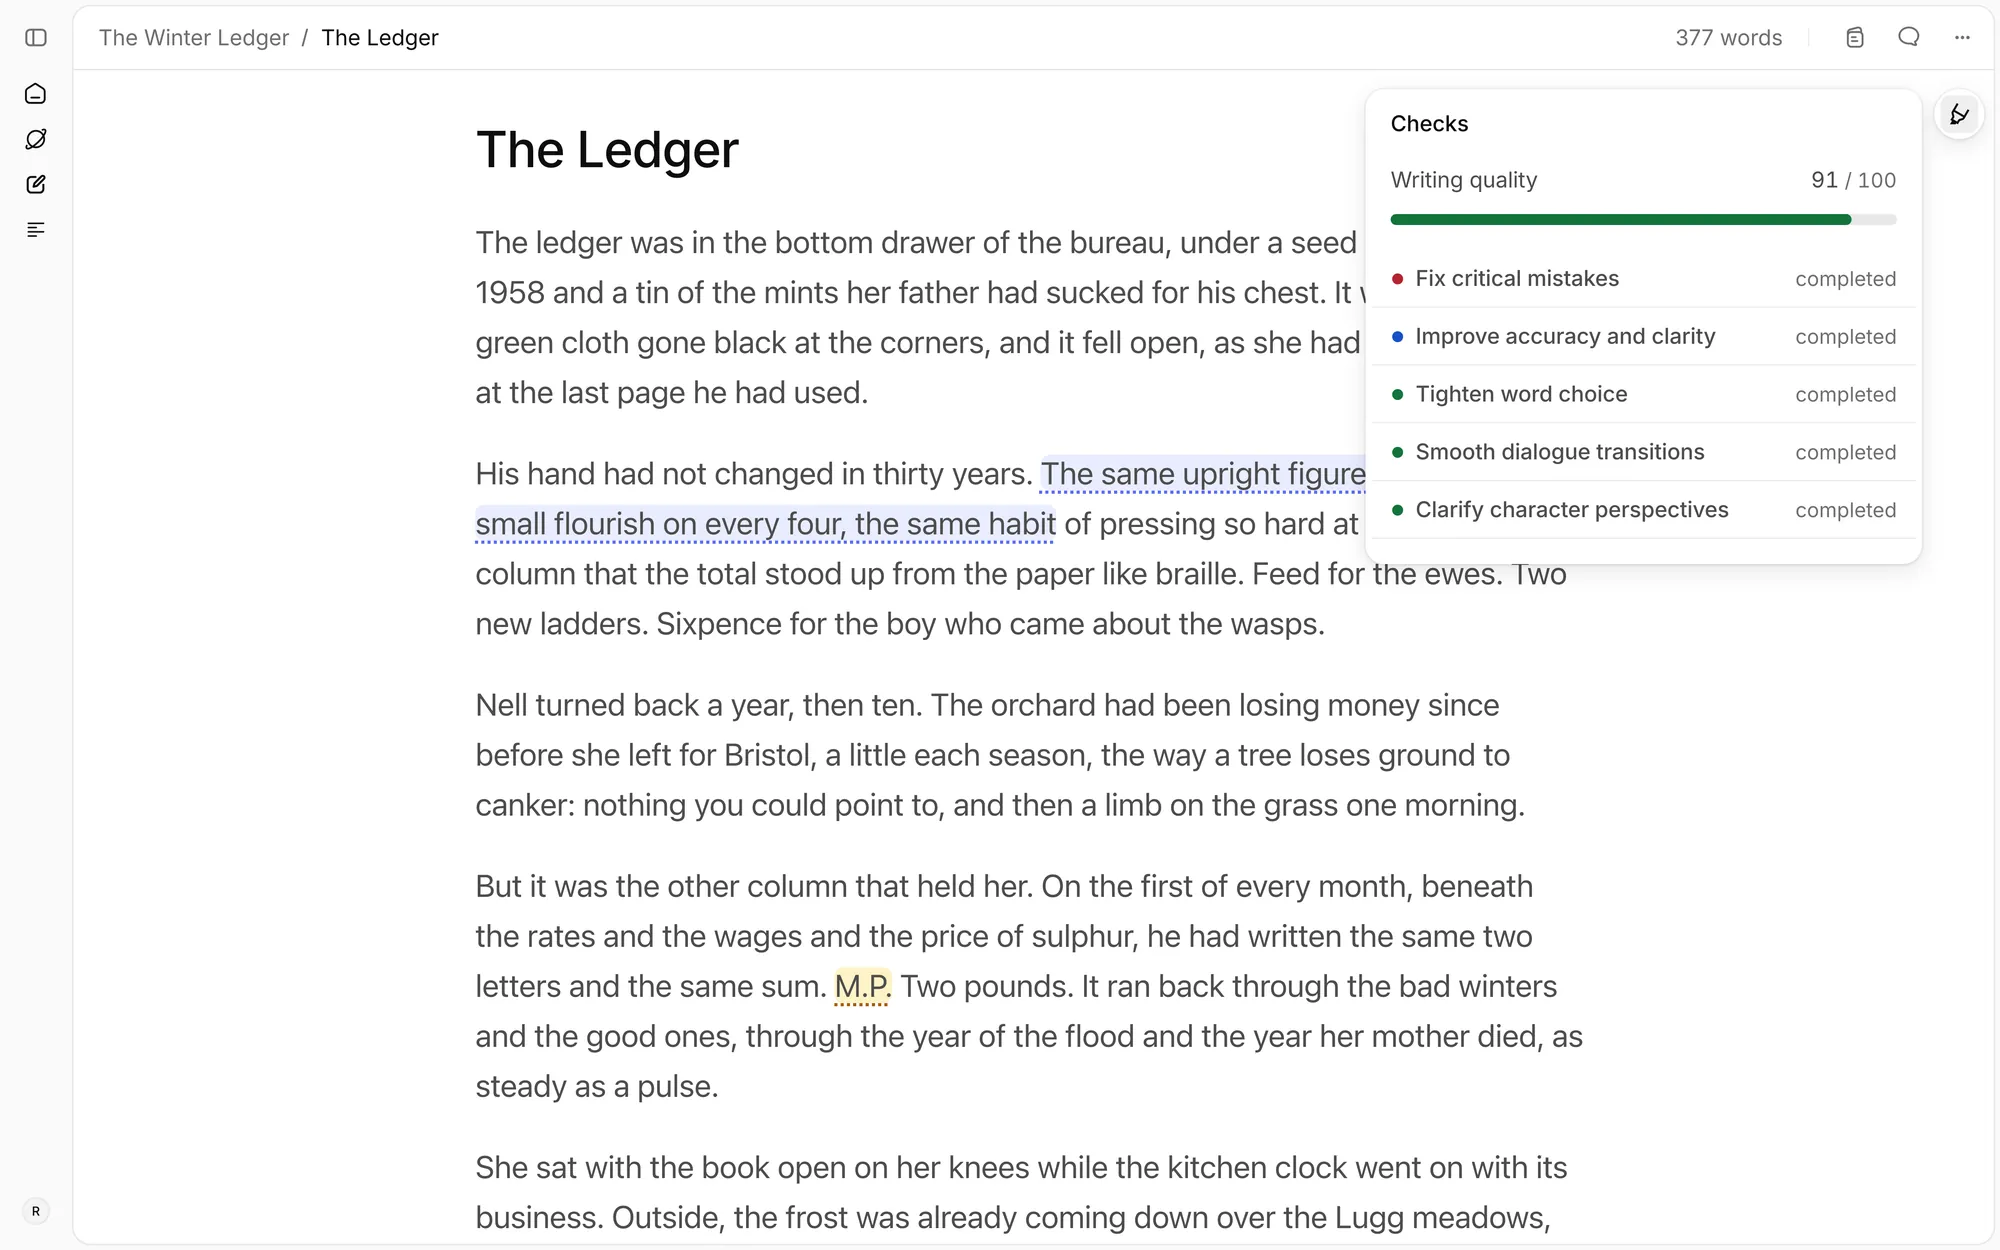 The Winter Ledger / The Ledger
377 words
The Ledger
The ledger was in the bottom drawer of the bureau, under a seed
1958 and a tin of the mints her father had sucked for his chest. It
green cloth gone black at the corners, and it fell open, as she had
at the last page he had used.
His hand had not changed in thirty years. The same upright figure
small flourish on every four, the same habit of pressing so hard at
column that the total stood up from the paper like braille. Feed for the ewes. Two
new ladders. Sixpence for the boy who came about the wasps.
Nell turned back a year, then ten. The orchard had been losing money since
before she left for Bristol, a little each season, the way a tree loses ground to
canker: nothing you could point to, and then a limb on the grass one morning.
But it was the other column that held her. On the first of every month, beneath
the rates and the wages and the price of sulphur, he had written the same two
letters and the same sum. M.P. Two pounds. It ran back through the bad winters
and the good ones, through the year of the flood and the year her mother died, as
steady as a pulse.
She sat with the book open on her knees while the kitchen clock went on with its
business. Outside, the frost was already coming down over the Lugg meadows,
Checks
Writing quality 91 / 100
Fix critical mistakes completed
Improve accuracy and clarity completed
Tighten word choice completed
Smooth dialogue transitions completed
Clarify character perspectives completed
R